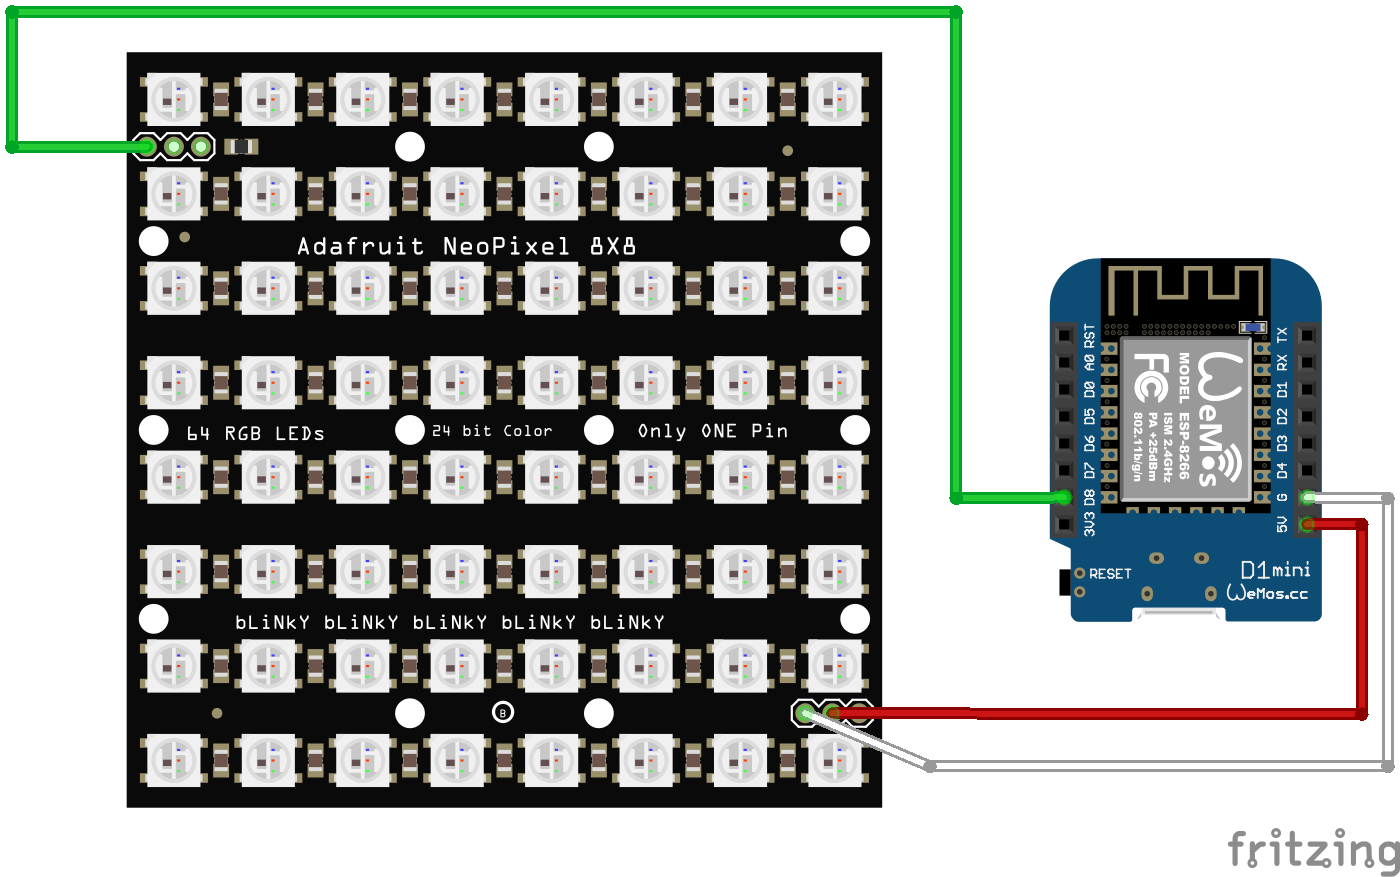 Adafruit NeoPixel 8X8
64 RGB LEDs
24 bit Color
Only ONE Pin
bLiNkY bLiNkY bLiNkY bLiNkY bLiNkY
B
RST
A0
D0
D5
D6
D7
D8
3V3
TX
RX
D1
D2
D3
D4
G
5V
WeMos
MODEL ESP-8266
ISM 2.4GHz
PA +25dBm
802.11b/g/n
FC
RESET
D1 mini
WeMos.cc
fritzing